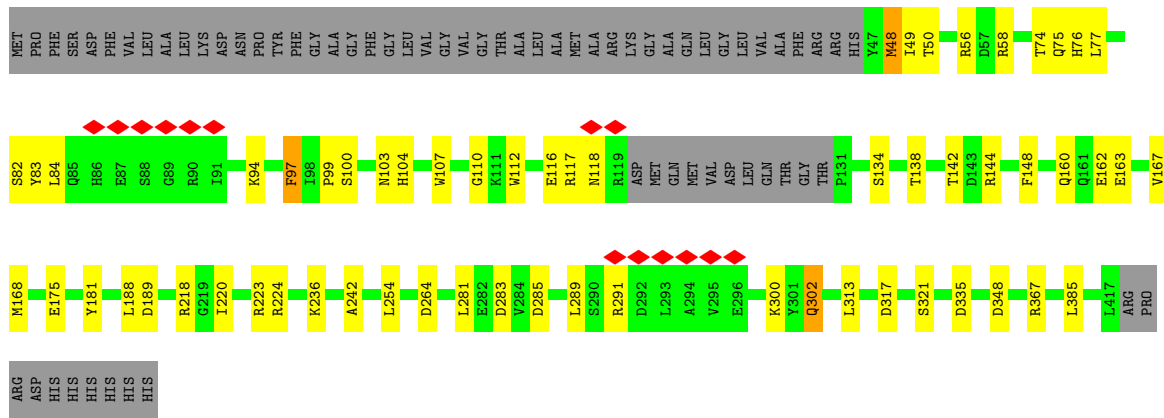 MET PRO PHE SER ASP PHE VAL LEU ALA LEU LYS ASP ASN PRO TYR PHE GLY ALA GLY PHE GLY LEU VAL GLY VAL GLY THR ALA LEU ALA MET ALA ARG LYS GLY ALA GLN LEU GLY LEU VAL ALA PHE ARG ARG HIS Y47 M48 I49 T50 R56 D57 R58 T74 Q75 H76 L77
S82 Y83 L84 Q85 H86 E87 S88 G89 R90 I91 K94 F97 I98 P99 S100 N103 H104 W107 G110 K111 W112 E116 R117 N118 R119 ASP MET GLN MET VAL ASP LEU GLN THR GLY THR P131 S134 T138 T142 D143 R144 F148 Q160 Q161 E162 E163 V167
M168 E175 Y181 L188 D189 R218 G219 I220 R223 R224 K236 A242 L254 D264 L281 E282 D283 V284 D285 L289 S290 R291 D292 L293 A294 V295 E296 K300 Y301 Q302 L313 D317 S321 D335 D348 R367 L385 L417 ARG PRO
ARG ASP HIS HIS HIS HIS HIS HIS